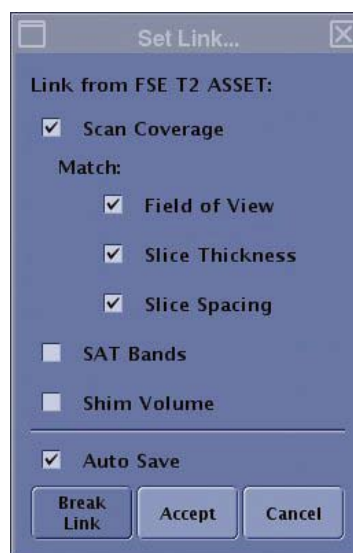 Set Link...
Link from FSE T2 ASSET:
Scan Coverage
Match:
Field of View
Slice Thickness
Slice Spacing
SAT Bands
Shim Volume
Auto Save
Break
Link
Accept
Cancel